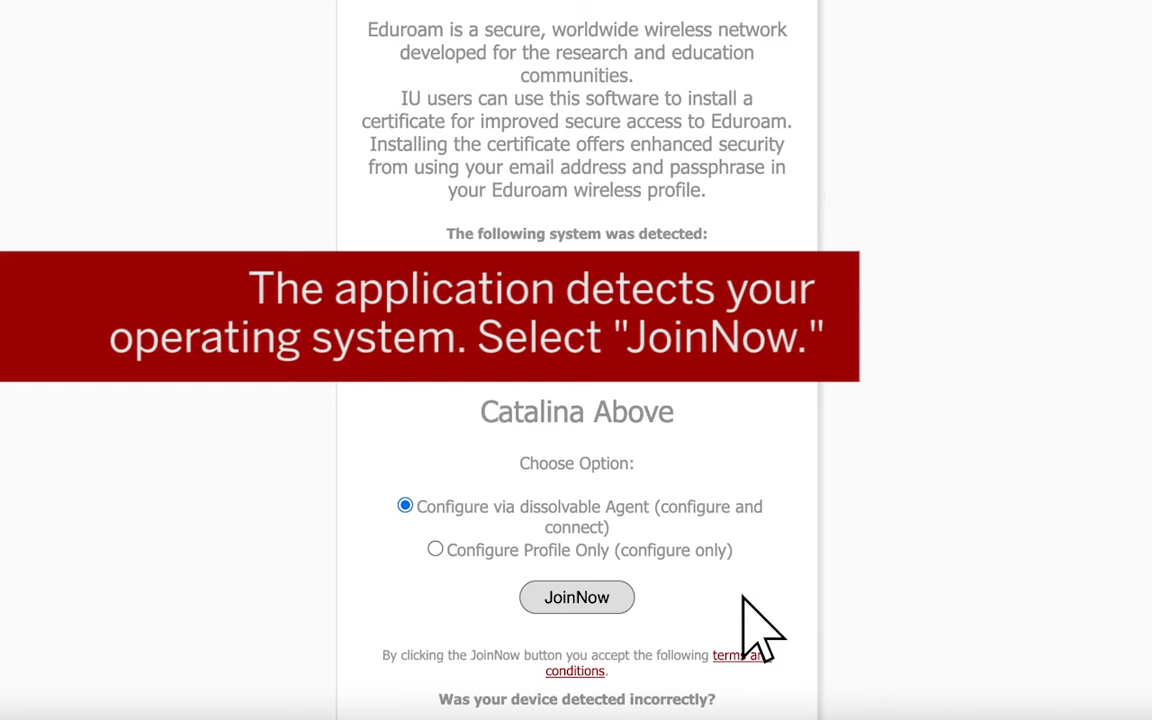 Eduroam is a secure, worldwide wireless network
developed for the research and education
communities.
IU users can use this software to install a
certificate for improved secure access to Eduroam.
Installing the certificate offers enhanced security
from using your email address and passphrase in
your Eduroam wireless profile.
The following system was detected:
The application detects your
operating system. Select "JoinNow."
Catalina Above
Choose Option:
Configure via dissolvable Agent (configure and
connect)
Configure Profile Only (configure only)
JoinNow
By clicking the JoinNow button you accept the following terms
conditions.
Was your device detected incorrectly?